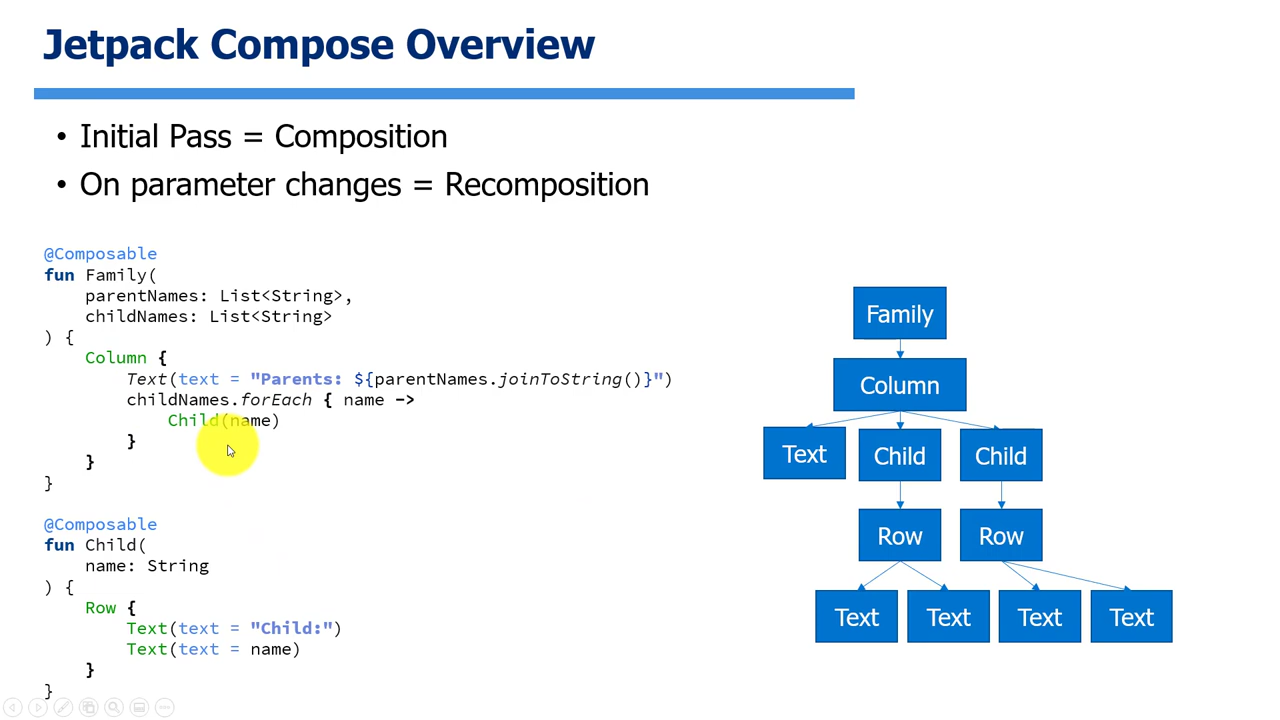 Jetpack Compose Overview
• Initial Pass = Composition
• On parameter changes = Recomposition
@Composable
fun Family(
    parentNames: List<String>,
    childNames: List<String>
) {
    Column {
        Text(text = "Parents: ${parentNames.joinToString()}")
        childNames.forEach { name ->
            Child(name)
        }
    }
}
@Composable
fun Child(
    name: String
) {
    Row {
        Text(text = "Child:")
        Text(text = name)
    }
}
Family
Column
Text Child Child
Row Row
Text Text Text Text